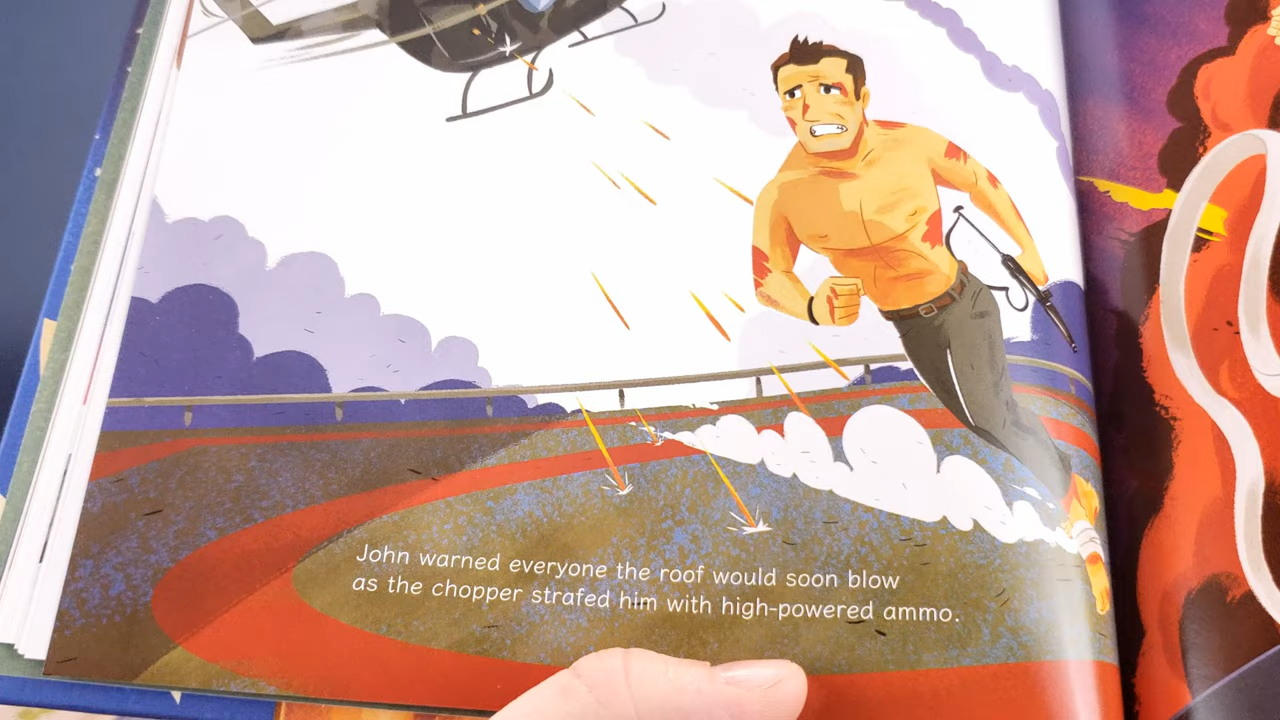 John warned everyone the roof would soon blow
as the chopper strafed him with high-powered ammo.